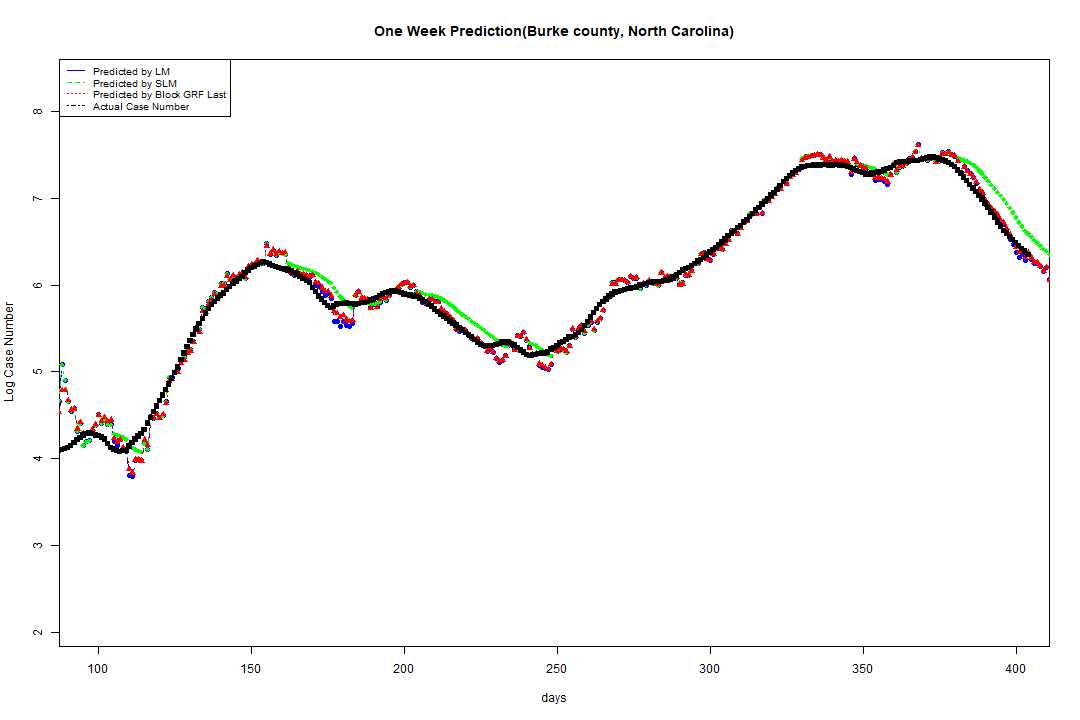 One Week Prediction(Burke county, North Carolina)
Predicted by LM
Predicted by SLM
Predicted by Block GRF Last
Actual Case Number
8
7
6
5
4
3
2
Log Case Number
100 150 200 250 300 350 400
days